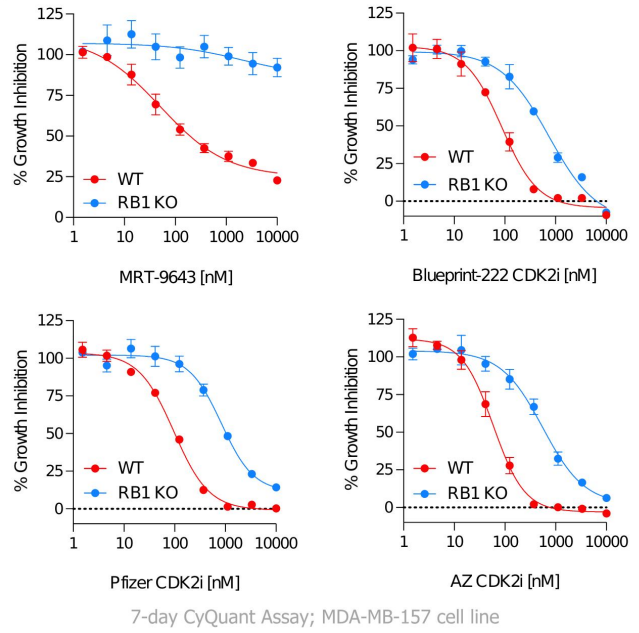 125
100
75
50
25
0
% Growth Inhibition
WT
RB1 KO
1 10 100 1000 10000
MRT-9643 [nM]
125
100
75
50
25
0
% Growth Inhibition
WT
RB1 KO
1 10 100 1000 10000
Blueprint-222 CDK2i [nM]
125
100
75
50
25
0
% Growth Inhibition
WT
RB1 KO
1 10 100 1000 10000
Pfizer CDK2i [nM]
125
100
75
50
25
0
% Growth Inhibition
WT
RB1 KO
1 10 100 1000 10000
AZ CDK2i [nM]
7-day CyQuant Assay; MDA-MB-157 cell line